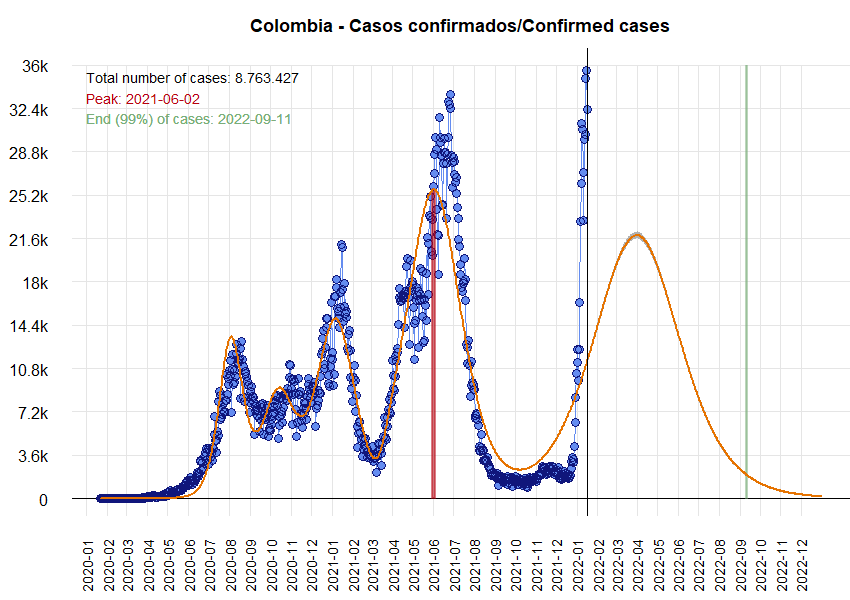 Colombia - Casos confirmados/Confirmed cases
36k
32.4k
28.8k
25.2k
21.6k
18k
14.4k
10.8k
7.2k
3.6k
0
Total number of cases: 8.763.427
Peak: 2021-06-02
End (99%) of cases: 2022-09-11
2020-01
2020-02
2020-03
2020-04
2020-05
2020-06
2020-07
2020-08
2020-09
2020-10
2020-11
2020-12
2021-01
2021-02
2021-03
2021-04
2021-05
2021-06
2021-07
2021-08
2021-09
2021-10
2021-11
2021-12
2022-01
2022-02
2022-03
2022-04
2022-05
2022-06
2022-07
2022-08
2022-09
2022-10
2022-11
2022-12